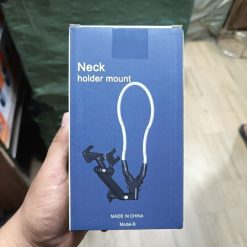 Neck
holder mount
MADE IN CHINA
Model-B